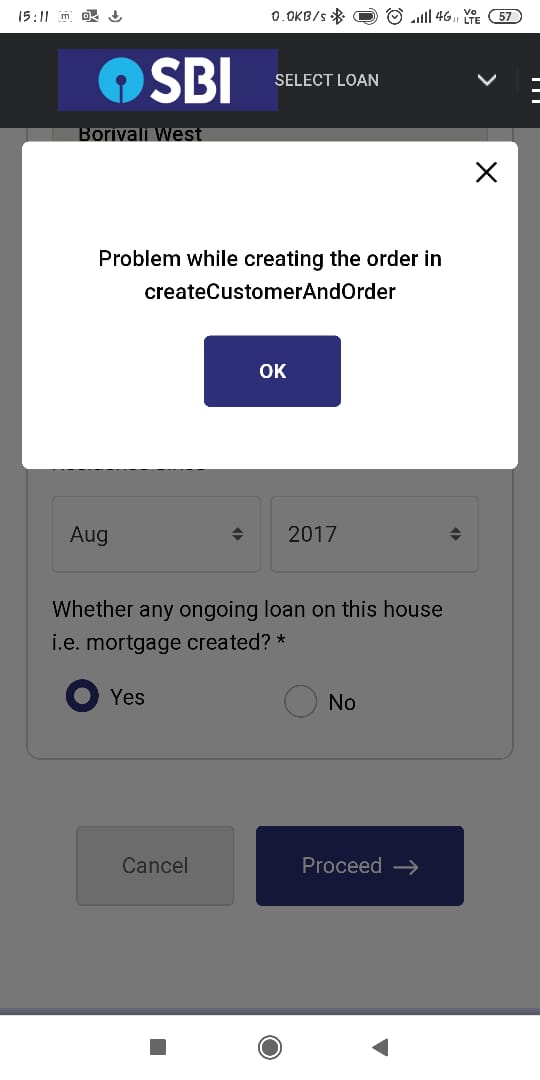 15:11 0.0KB/s 4G Vo LTE 57
SBI SELECT LOAN
Borivali West
Problem while creating the order in
createCustomerAndOrder
OK
Aug 2017
Whether any ongoing loan on this house
i.e. mortgage created? *
Yes No
Cancel Proceed →